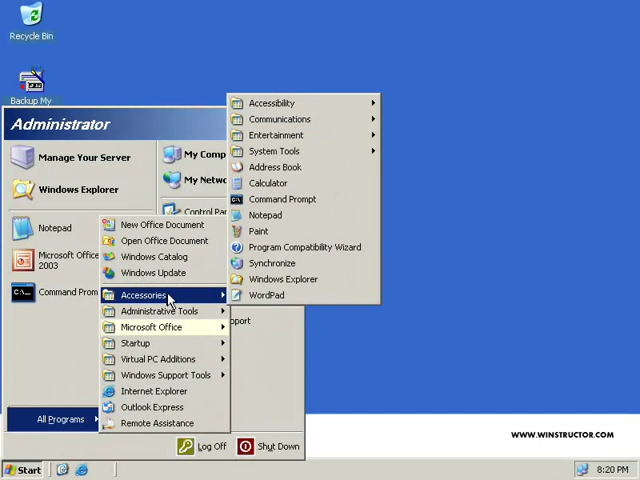 Recycle Bin
Backup My
Administrator
Manage Your Server
Windows Explorer
Notepad
Microsoft Office
2003
Command Prom
My Comp
My Netw
Control Pan
pport
New Office Document
Open Office Document
Windows Catalog
Windows Update
Accessories
Administrative Tools
Microsoft Office
Startup
Virtual PC Additions
Windows Support Tools
Internet Explorer
Outlook Express
Remote Assistance
Accessibility
Communications
Entertainment
System Tools
Address Book
Calculator
Command Prompt
Notepad
Paint
Program Compatibility Wizard
Synchronize
Windows Explorer
WordPad
All Programs
Log Off
Shut Down
WWW.WINSTRUCTOR.COM
Start
8:20 PM